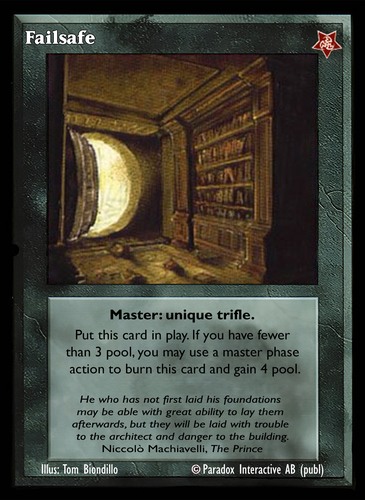 Failsafe
Master: unique trifle.
Put this card in play. If you have fewer
than 3 pool, you may use a master phase
action to burn this card and gain 4 pool.
He who has not first laid his foundations
may be able with great ability to lay them
afterwards, but they will be laid with trouble
to the architect and danger to the building.
Niccolò Machiavelli, The Prince
Illus: Tom Biondillo
© Paradox Interactive AB (publ)